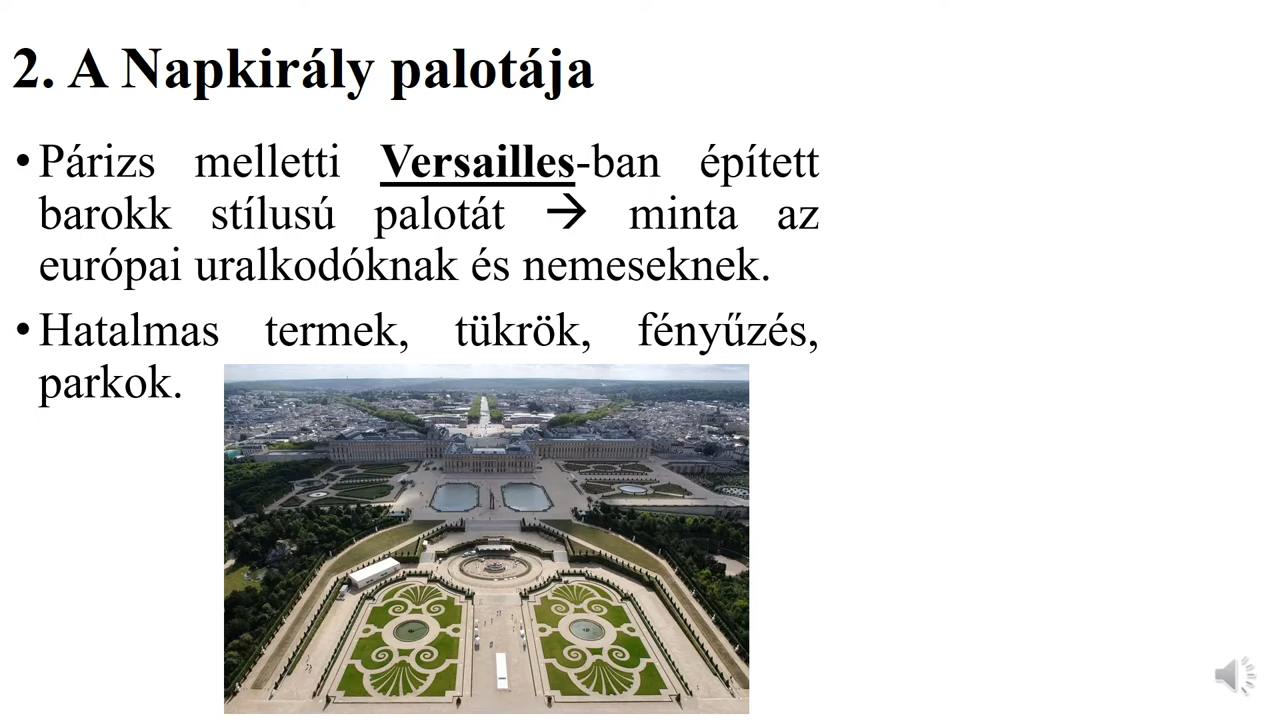 2. A Napkirály palotája
• Párizs melletti Versailles-ban épített
barokk stílusú palotát → minta az
európai uralkodóknak és nemeseknek.
• Hatalmas termek, tükrök, fényűzés,
parkok.